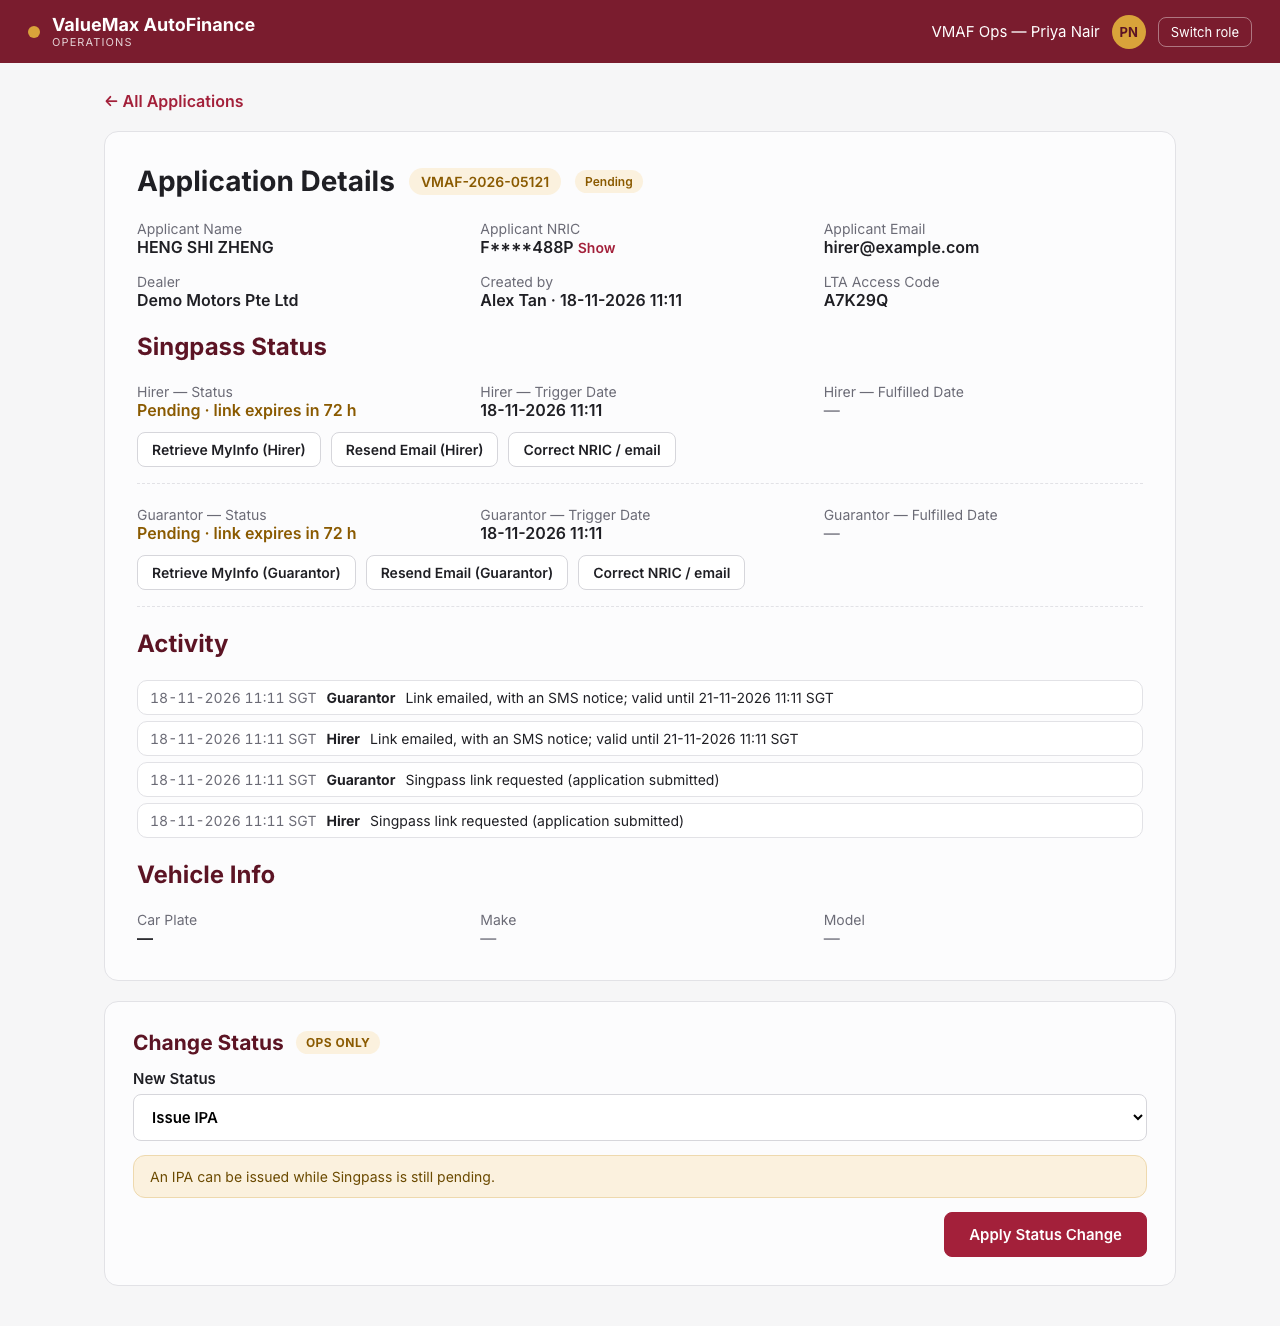 ValueMax AutoFinance
OPERATIONS
VMAF Ops — Priya Nair
PN
Switch role
← All Applications
Application Details
VMAF-2026-05121
Pending
Applicant Name
HENG SHI ZHENG
Applicant NRIC
F****488P Show
Applicant Email
hirer@example.com
Dealer
Demo Motors Pte Ltd
Created by
Alex Tan · 18-11-2026 11:11
LTA Access Code
A7K29Q
Singpass Status
Hirer — Status
Pending · link expires in 72 h
Hirer — Trigger Date
18-11-2026 11:11
Hirer — Fulfilled Date
—
Retrieve MyInfo (Hirer)
Resend Email (Hirer)
Correct NRIC / email
Guarantor — Status
Pending · link expires in 72 h
Guarantor — Trigger Date
18-11-2026 11:11
Guarantor — Fulfilled Date
—
Retrieve MyInfo (Guarantor)
Resend Email (Guarantor)
Correct NRIC / email
Activity
18-11-2026 11:11 SGT Guarantor Link emailed, with an SMS notice; valid until 21-11-2026 11:11 SGT
18-11-2026 11:11 SGT Hirer Link emailed, with an SMS notice; valid until 21-11-2026 11:11 SGT
18-11-2026 11:11 SGT Guarantor Singpass link requested (application submitted)
18-11-2026 11:11 SGT Hirer Singpass link requested (application submitted)
Vehicle Info
Car Plate
—
Make
—
Model
—
Change Status
OPS ONLY
New Status
Issue IPA
An IPA can be issued while Singpass is still pending.
Apply Status Change